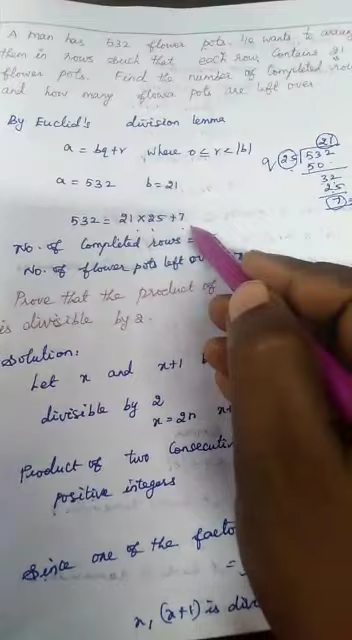 A man has 532 flower pots. He wants to arrange
them in rows such that each row contains 21
flower pots. Find the number of completed rows
and how many flower pots are left over.
By Euclid's division lemma
a = bq + r where 0 ≤ r < |b|
a = 532 b = 21
21
q 25 532
50
32
25
7
532 = 21 × 25 + 7
No. of Completed rows =
No. of flower pots left over
Prove that the product of
is divisible by 2.
Solution:
Let x and x+1 b
divisible by 2
x = 2n
Product of two Consecutive
positive integers
Since one of the factor
x, (x+1) is div